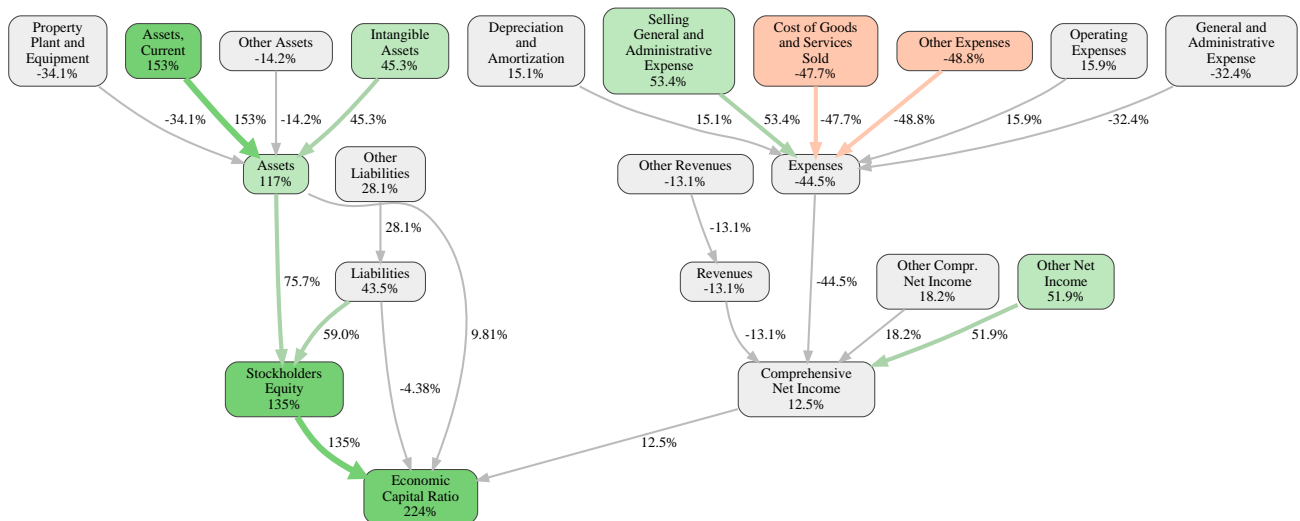 Property
Plant and
Equipment
-34.1%
Assets,
Current
153%
Other Assets
-14.2%
Intangible
Assets
45.3%
Depreciation
and
Amortization
15.1%
Selling
General and
Administrative
Expense
53.4%
Cost of Goods
and Services
Sold
-47.7%
Other Expenses
-48.8%
Operating
Expenses
15.9%
General and
Administrative
Expense
-32.4%
-34.1%
153%
-14.2%
45.3%
15.1%
53.4%
-47.7%
-48.8%
15.9%
-32.4%
Assets
117%
Other
Liabilities
28.1%
Other Revenues
-13.1%
Expenses
-44.5%
28.1%
-13.1%
75.7%
Liabilities
43.5%
Revenues
-13.1%
-44.5%
Other Compr.
Net Income
18.2%
Other Net
Income
51.9%
59.0%
9.81%
-13.1%
18.2%
51.9%
Stockholders
Equity
135%
-4.38%
Comprehensive
Net Income
12.5%
135%
12.5%
Economic
Capital Ratio
224%